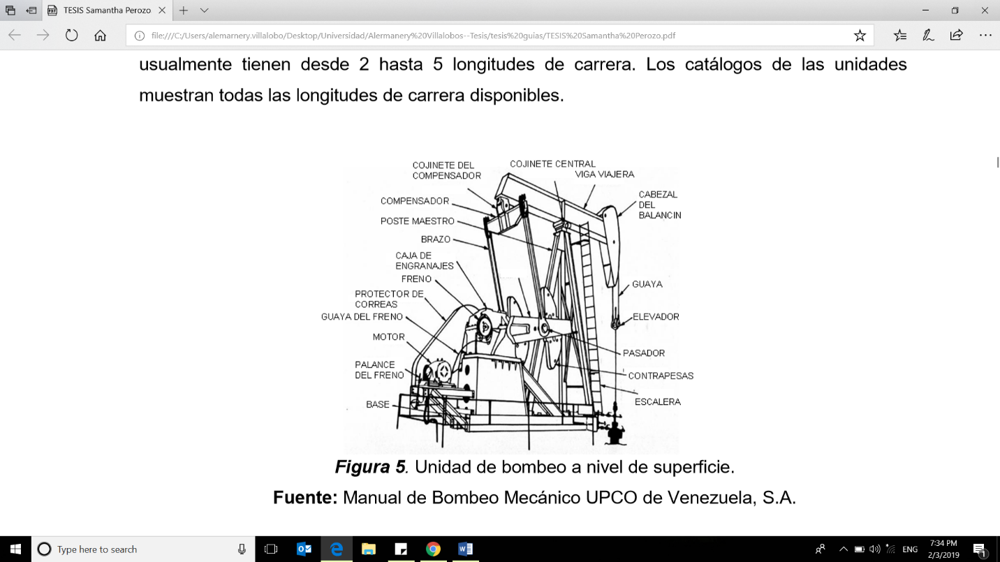 TESIS Samantha Perozo
file:///C:/Users/alemarnery.villalobo/Desktop/Universidad/Alermanery%20Villalobos--Tesis/tesis%20guias/TESIS%20Samantha%20Perozo.pdf
usualmente tienen desde 2 hasta 5 longitudes de carrera. Los catálogos de las unidades
muestran todas las longitudes de carrera disponibles.
COJINETE DEL
COMPENSADOR
COJINETE CENTRAL
VIGA VIAJERA
CABEZAL
DEL
BALANCIN
COMPENSADOR
POSTE MAESTRO
BRAZO
CAJA DE
ENGRANAJES
FRENO
PROTECTOR DE
CORREAS
GUAYA DEL FRENO
MOTOR
PALANCE
DEL FRENO
BASE
GUAYA
ELEVADOR
PASADOR
CONTRAPESAS
ESCALERA
Figura 5. Unidad de bombeo a nivel de superficie.
Fuente: Manual de Bombeo Mecánico UPCO de Venezuela, S.A.
Type here to search
ENG
7:34 PM
2/3/2019
1